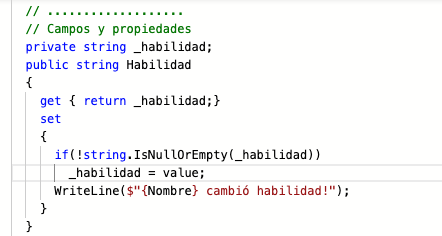 // ...................
// Campos y propiedades
private string _habilidad;
public string Habilidad
{
get { return _habilidad;}
set
{
if(!string.IsNullOrEmpty(_habilidad))
_habilidad = value;
WriteLine($"{Nombre} cambió habilidad!");
}
}